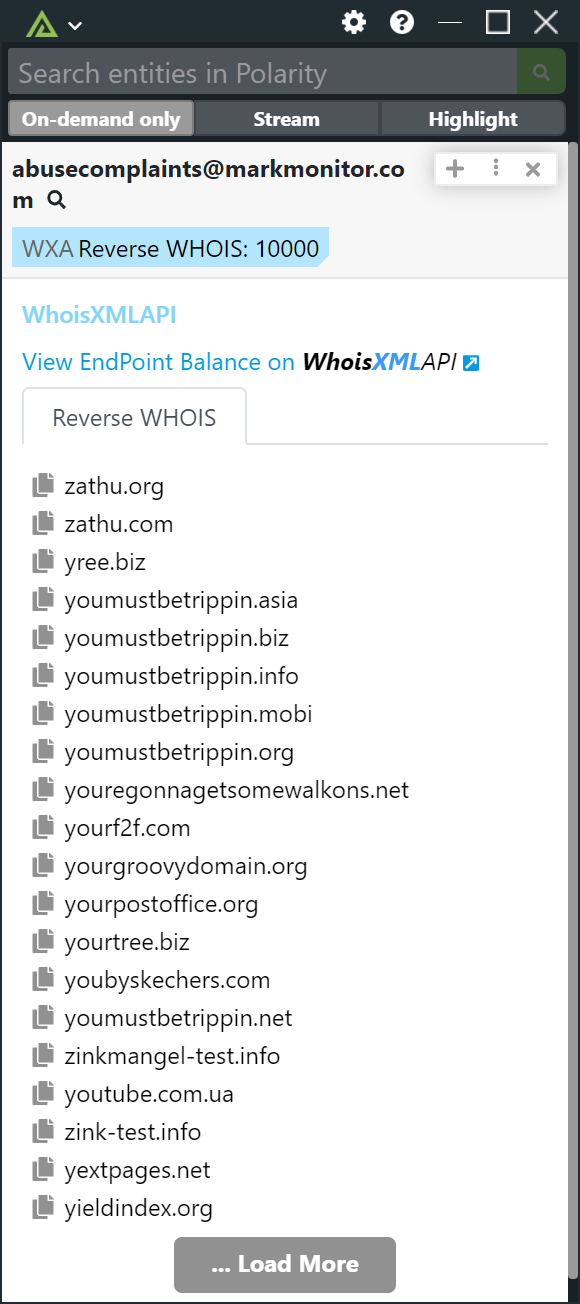 Search entities in Polarity
On-demand only Stream Highlight
abusecomplaints@markmonitor.co
m
WXA Reverse WHOIS: 10000
WhoisXMLAPI
View EndPoint Balance on WhoisXMLAPI
Reverse WHOIS
zathu.org
zathu.com
yree.biz
youmustbetrippin.asia
youmustbetrippin.biz
youmustbetrippin.info
youmustbetrippin.mobi
youmustbetrippin.org
youregonnagetsomewalkons.net
yourf2f.com
yourgroovydomain.org
yourpostoffice.org
yourtree.biz
youbyskechers.com
youmustbetrippin.net
zinkmangel-test.info
youtube.com.ua
zink-test.info
yextpages.net
yieldindex.org
... Load More